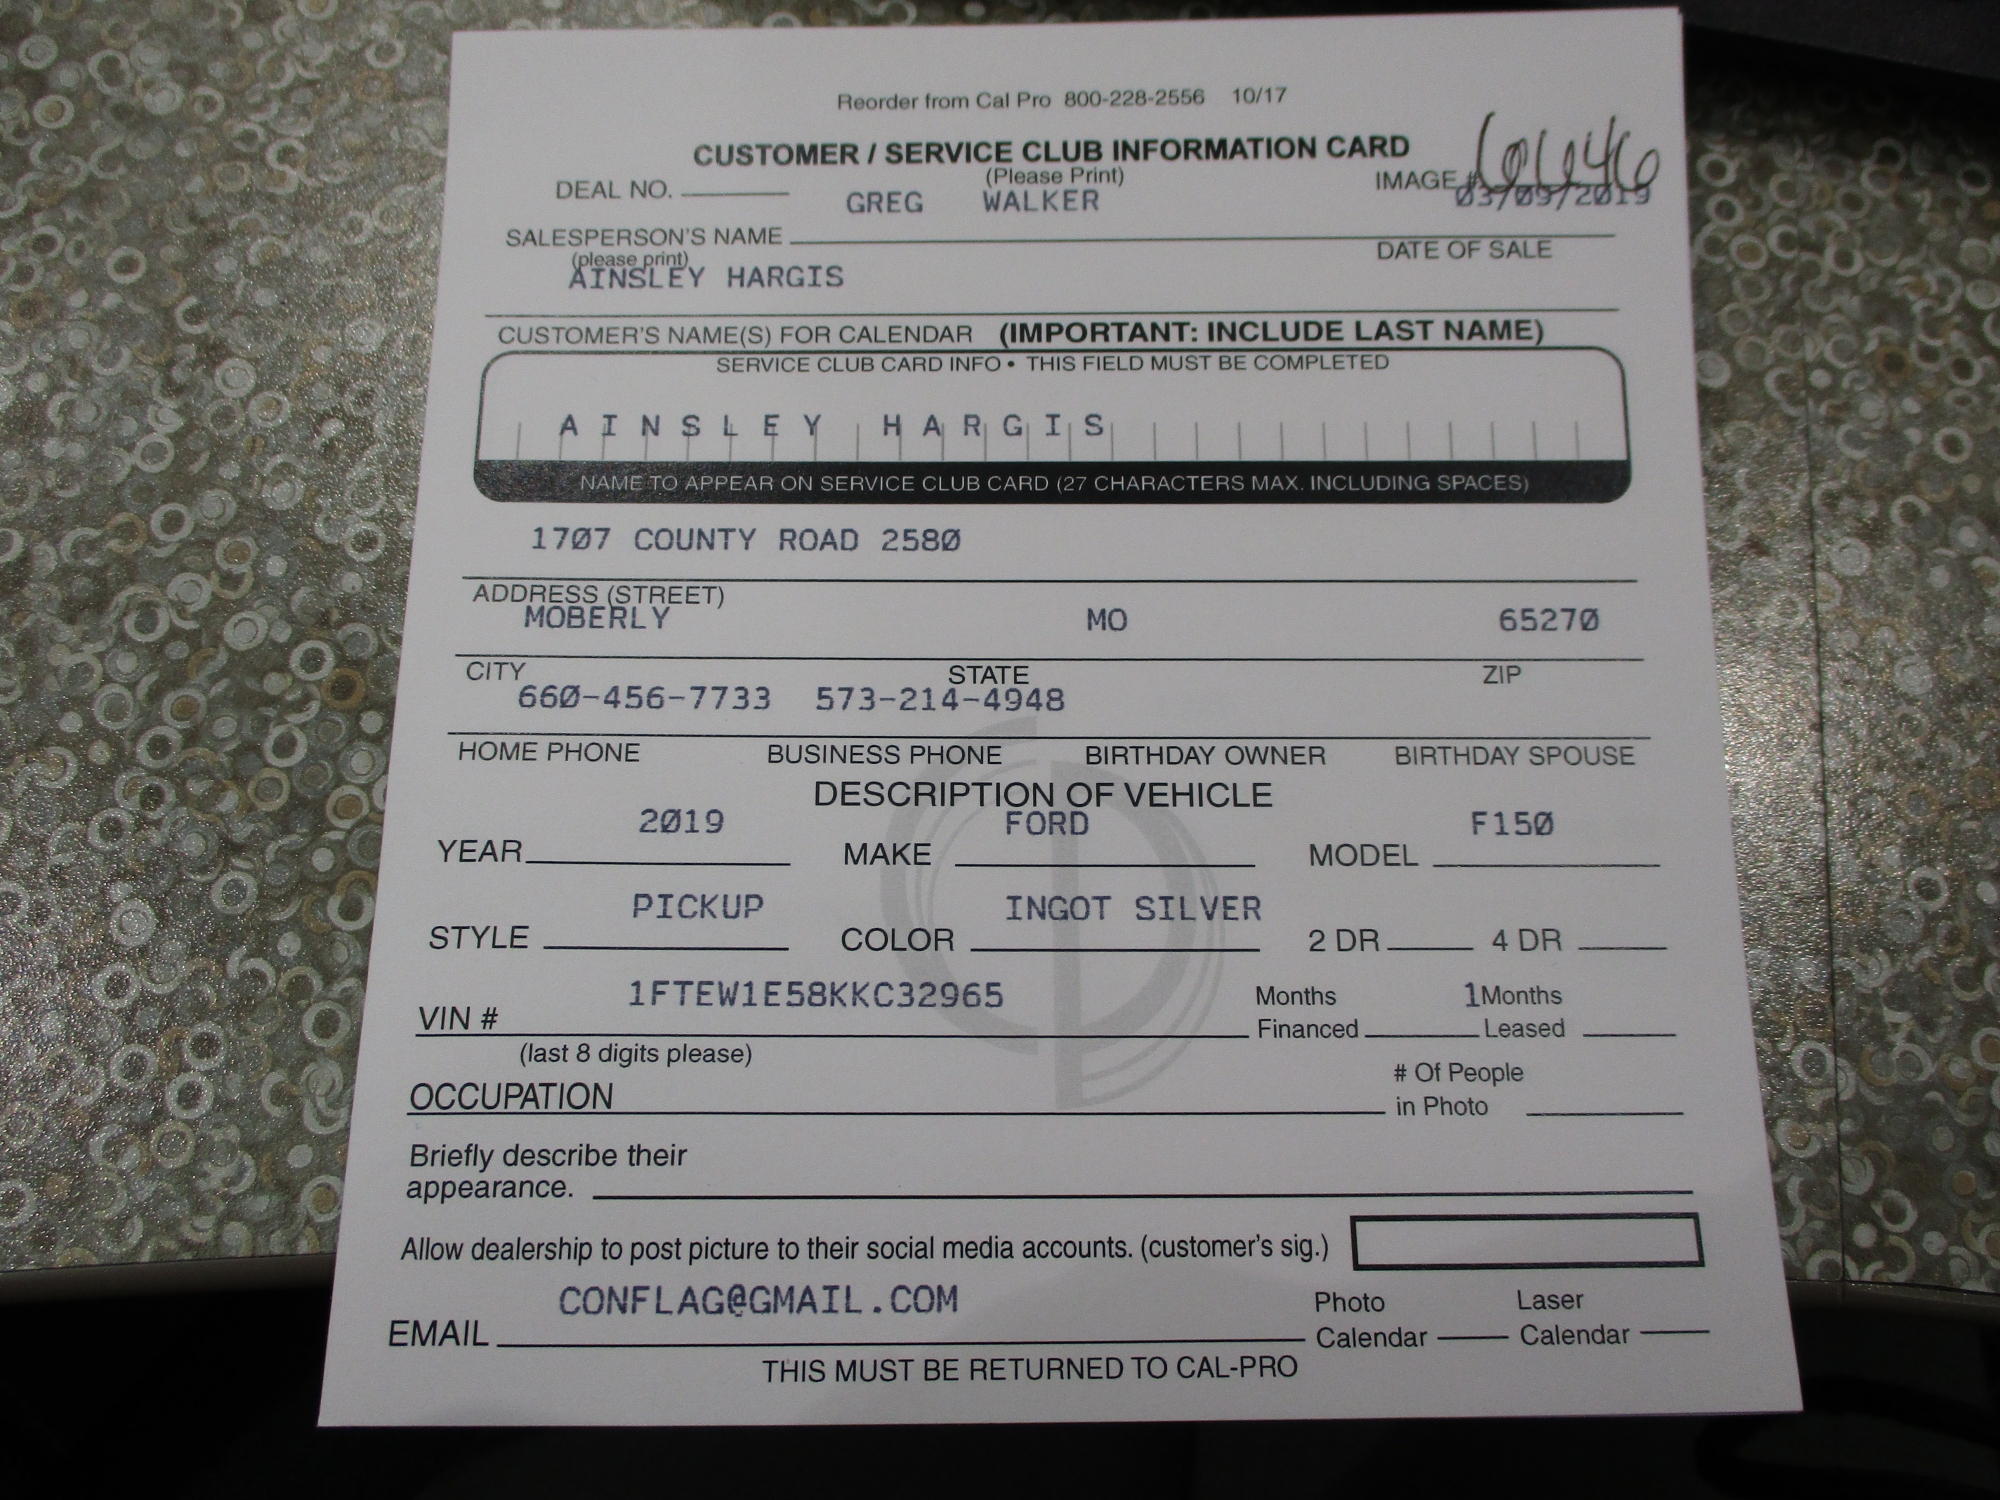 Reorder from Cal Pro 800-228-2556 10/17
CUSTOMER / SERVICE CLUB INFORMATION CARD
(Please Print)
DEAL NO. IMAGE #
GREG WALKER 03/09/2019
SALESPERSON'S NAME DATE OF SALE
(please print)
AINSLEY HARGIS
CUSTOMER'S NAME(S) FOR CALENDAR (IMPORTANT: INCLUDE LAST NAME)
SERVICE CLUB CARD INFO • THIS FIELD MUST BE COMPLETED
AINSLEY HARGIS
NAME TO APPEAR ON SERVICE CLUB CARD (27 CHARACTERS MAX. INCLUDING SPACES)
1707 COUNTY ROAD 2580
ADDRESS (STREET)
MOBERLY MO 65270
CITY STATE ZIP
660-456-7733 573-214-4948
HOME PHONE BUSINESS PHONE BIRTHDAY OWNER BIRTHDAY SPOUSE
DESCRIPTION OF VEHICLE
2019 FORD F150
YEAR MAKE MODEL
PICKUP INGOT SILVER
STYLE COLOR 2 DR 4 DR
1FTEW1E58KKC32965 Months 1 Months
VIN # Financed Leased
(last 8 digits please)
OCCUPATION # Of People
in Photo
Briefly describe their
appearance.
Allow dealership to post picture to their social media accounts. (customer's sig.)
CONFLAG@GMAIL.COM Photo Laser
EMAIL Calendar Calendar
THIS MUST BE RETURNED TO CAL-PRO